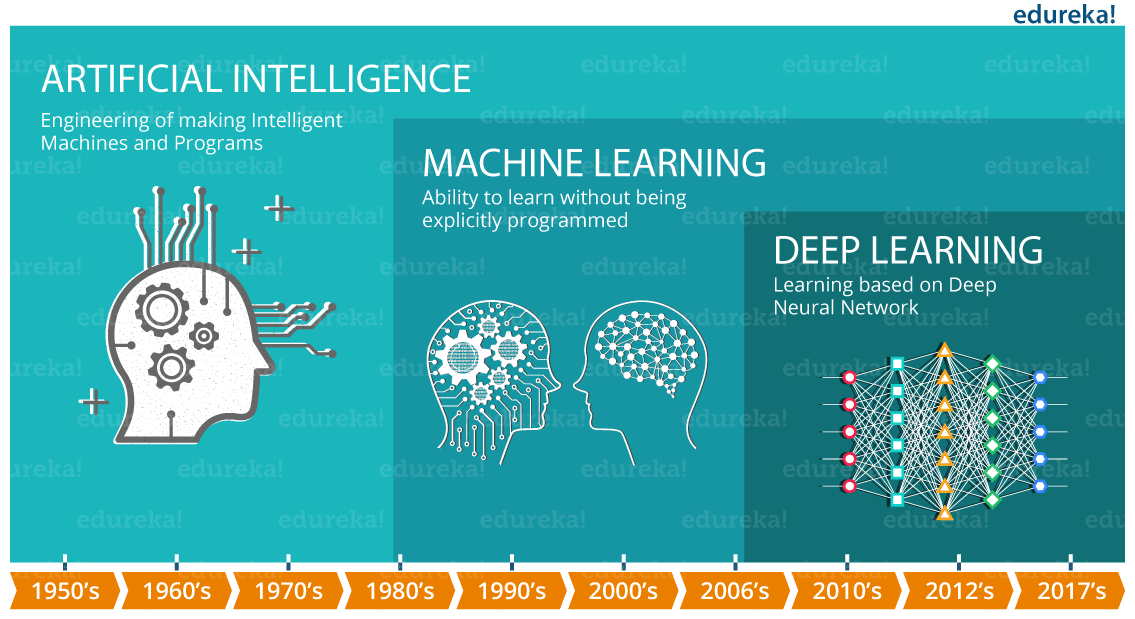 edureka!
ARTIFICIAL INTELLIGENCE
Engineering of making Intelligent
Machines and Programs
MACHINE LEARNING
Ability to learn without being
explicitly programmed
DEEP LEARNING
Learning based on Deep
Neural Network
1950's 1960's 1970's 1980's 1990's 2000's 2006's 2010's 2012's 2017's